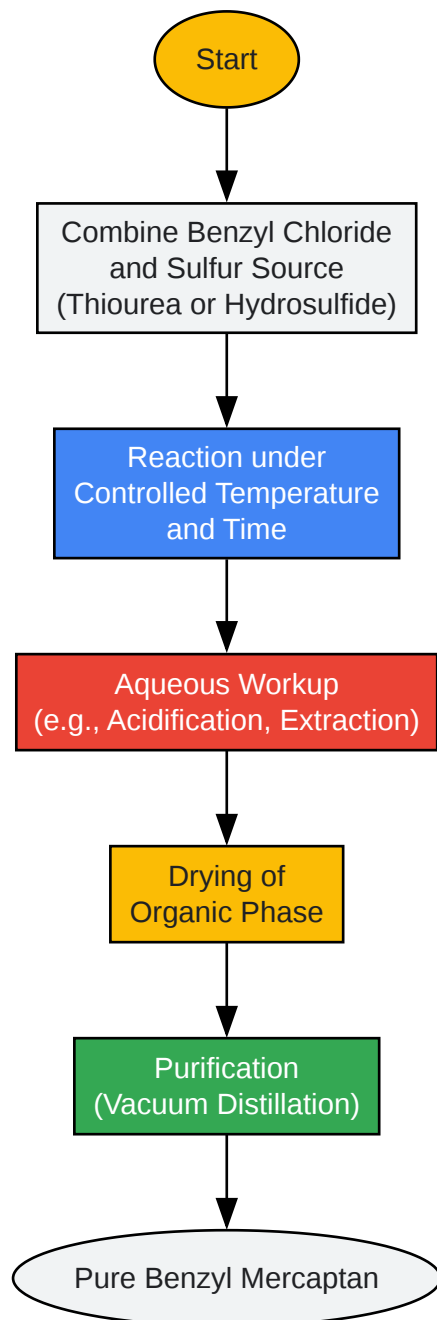 Start
Combine Benzyl Chloride
and Sulfur Source
(Thiourea or Hydrosulfide)
Reaction under
Controlled Temperature
and Time
Aqueous Workup
(e.g., Acidification, Extraction)
Drying of
Organic Phase
Purification
(Vacuum Distillation)
Pure Benzyl Mercaptan